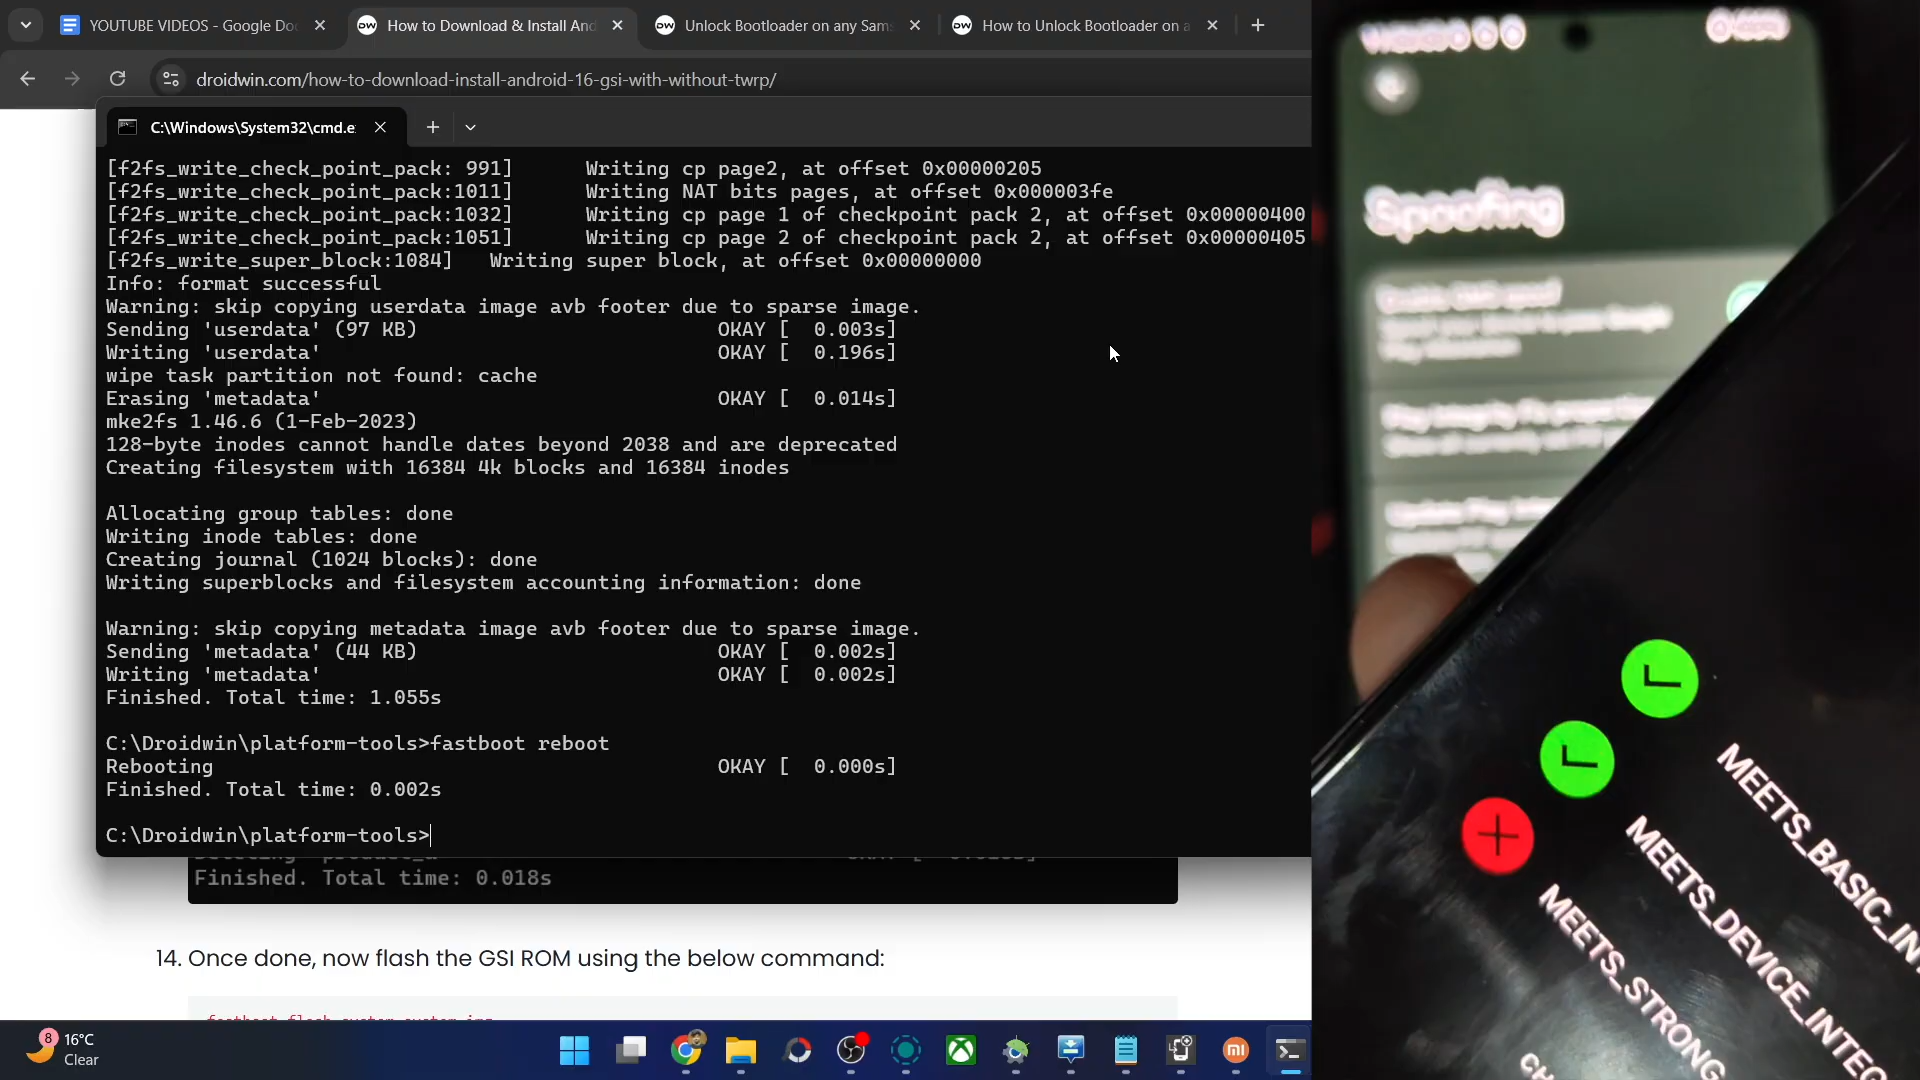 YOUTUBE VIDEOS - Google Do
How to Download & Install And
Unlock Bootloader on any Sam
How to Unlock Bootloader on a
droidwin.com/how-to-download-install-android-16-gsi-with-without-twrp/
C:\Windows\System32\cmd.e
[f2fs_write_check_point_pack: 991] Writing cp page2, at offset 0x00000205
[f2fs_write_check_point_pack:1011] Writing NAT bits pages, at offset 0x000003fe
[f2fs_write_check_point_pack:1032] Writing cp page 1 of checkpoint pack 2, at offset 0x00000400
[f2fs_write_check_point_pack:1051] Writing cp page 2 of checkpoint pack 2, at offset 0x00000405
[f2fs_write_super_block:1084] Writing super block, at offset 0x00000000
Info: format successful
Warning: skip copying userdata image avb footer due to sparse image.
Sending 'userdata' (97 KB) OKAY [ 0.003s]
Writing 'userdata' OKAY [ 0.196s]
wipe task partition not found: cache
Erasing 'metadata' OKAY [ 0.014s]
mke2fs 1.46.6 (1-Feb-2023)
128-byte inodes cannot handle dates beyond 2038 and are deprecated
Creating filesystem with 16384 4k blocks and 16384 inodes
Allocating group tables: done
Writing inode tables: done
Creating journal (1024 blocks): done
Writing superblocks and filesystem accounting information: done
Warning: skip copying metadata image avb footer due to sparse image.
Sending 'metadata' (44 KB) OKAY [ 0.002s]
Writing 'metadata' OKAY [ 0.002s]
Finished. Total time: 1.055s
C:\Droidwin\platform-tools>fastboot reboot
Rebooting OKAY [ 0.000s]
Finished. Total time: 0.002s
C:\Droidwin\platform-tools>
Finished. Total time: 0.018s
14. Once done, now flash the GSI ROM using the below command:
8
16°C
Clear
mi
Spoofing
MEETS_BASIC_IN
MEETS_DEVICE_INTEG
MEETS_STRONG
CH